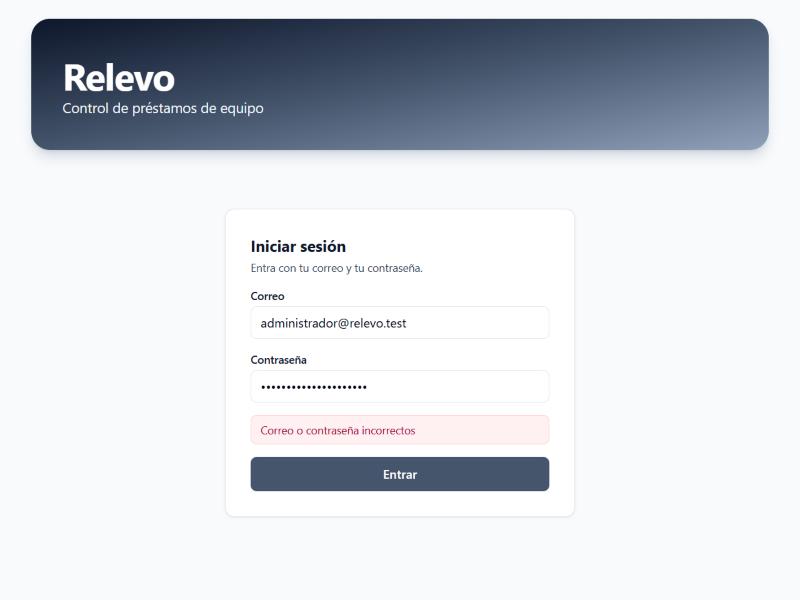 Relevo
Control de préstamos de equipo
Iniciar sesión
Entra con tu correo y tu contraseña.
Correo
administrador@relevo.test
Contraseña
•••••••••••••••••••••
Correo o contraseña incorrectos
Entrar